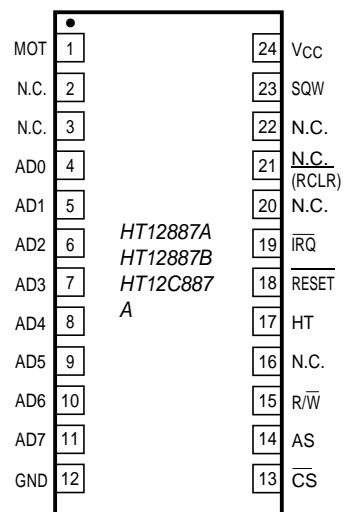 MOT 1 24 VCC
N.C. 2 23 SQW
N.C. 3 22 N.C.
AD0 4 21 N.C.
(RCLR)
AD1 5 20 N.C.
AD2 6 HT12887A 19 IRQ
HT12887B
AD3 7 HT12C887 18 RESET
AD4 8 A 17 HT
AD5 9 16 N.C.
AD6 10 15 R/W
AD7 11 14 AS
GND 12 13 CS